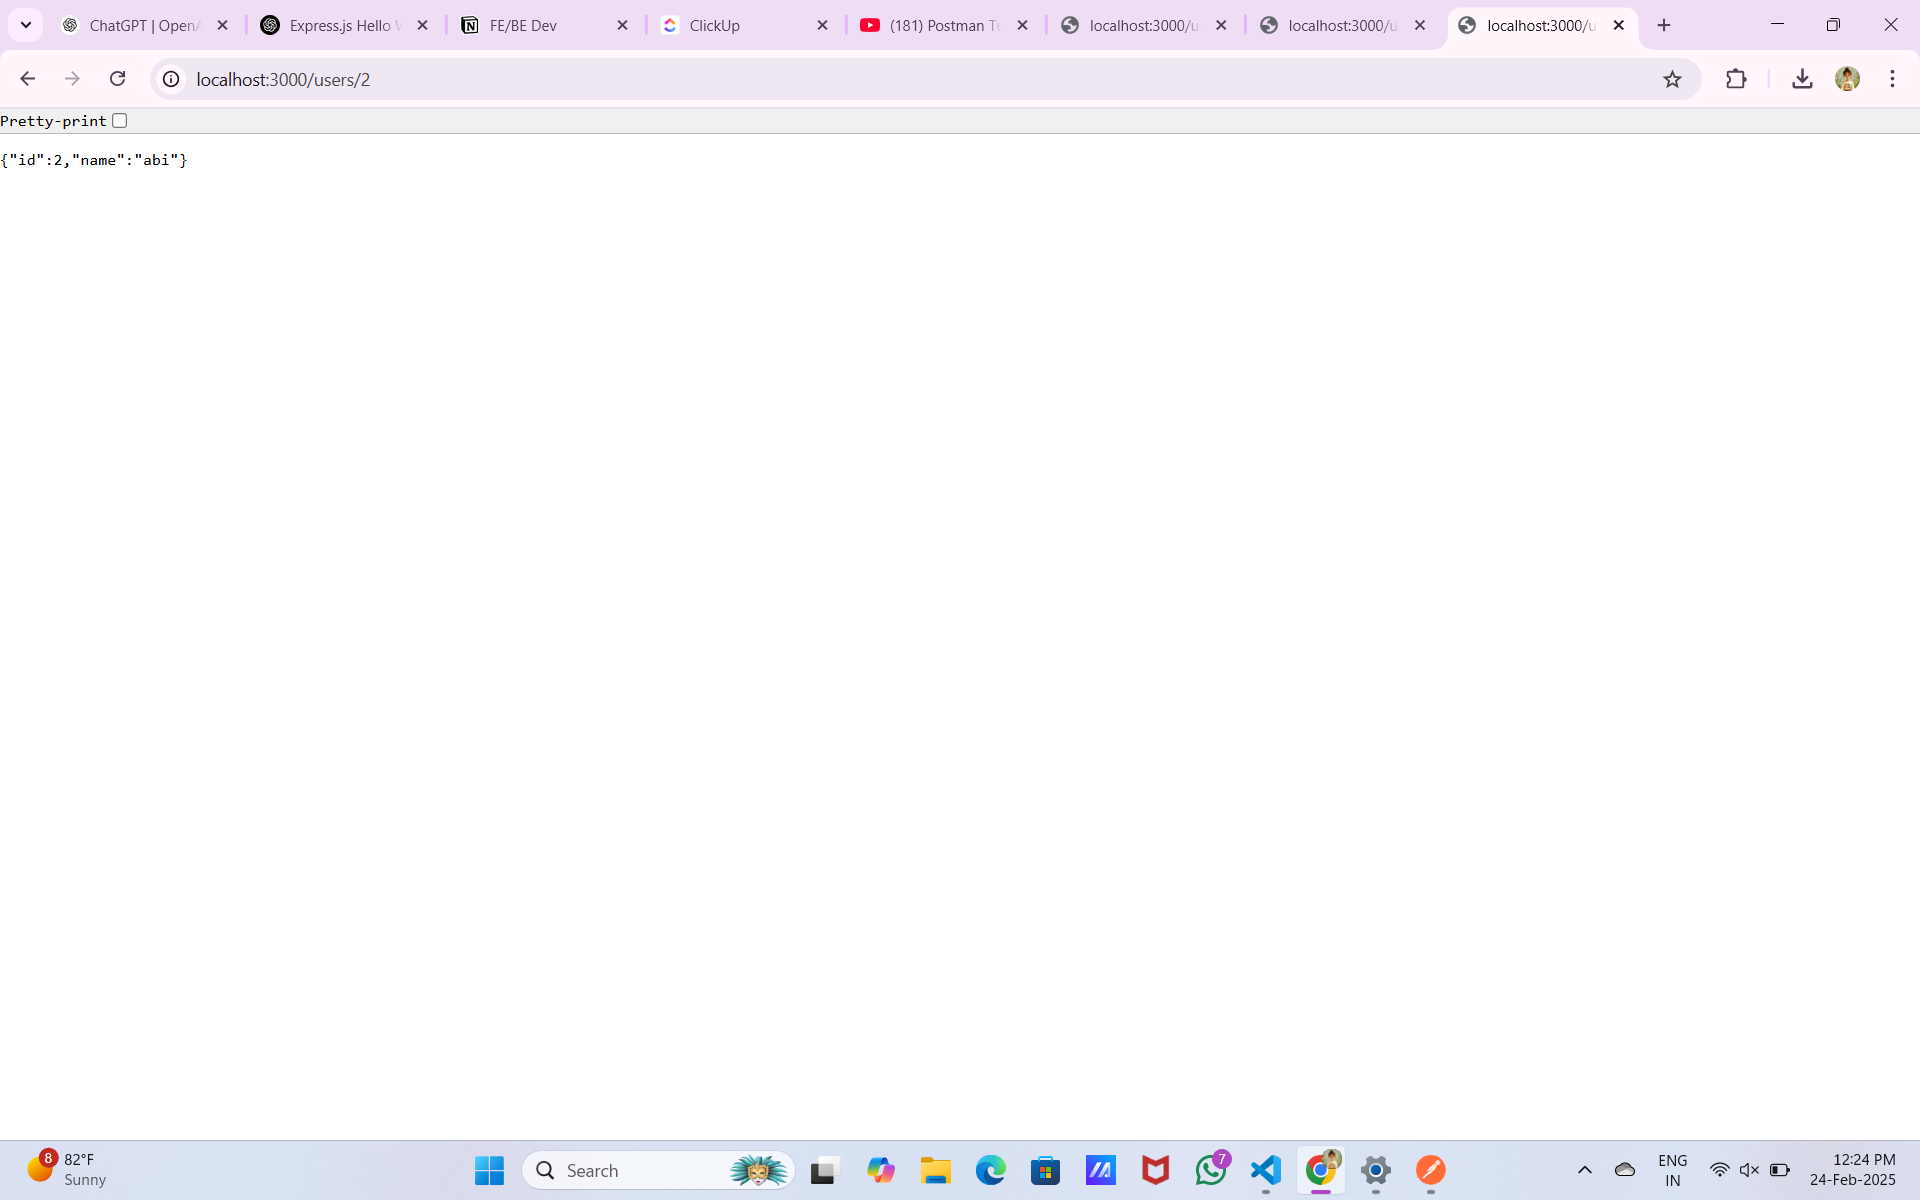 ChatGPT | Open
Express.js Hello
FE/BE Dev
ClickUp
(181) Postman Tu
localhost:3000/u
localhost:3000/u
localhost:3000/u
localhost:3000/users/2
Pretty-print
{"id":2,"name":"abi"}
8
82°F
Sunny
Search
7
ENG
IN
12:24 PM
24-Feb-2025